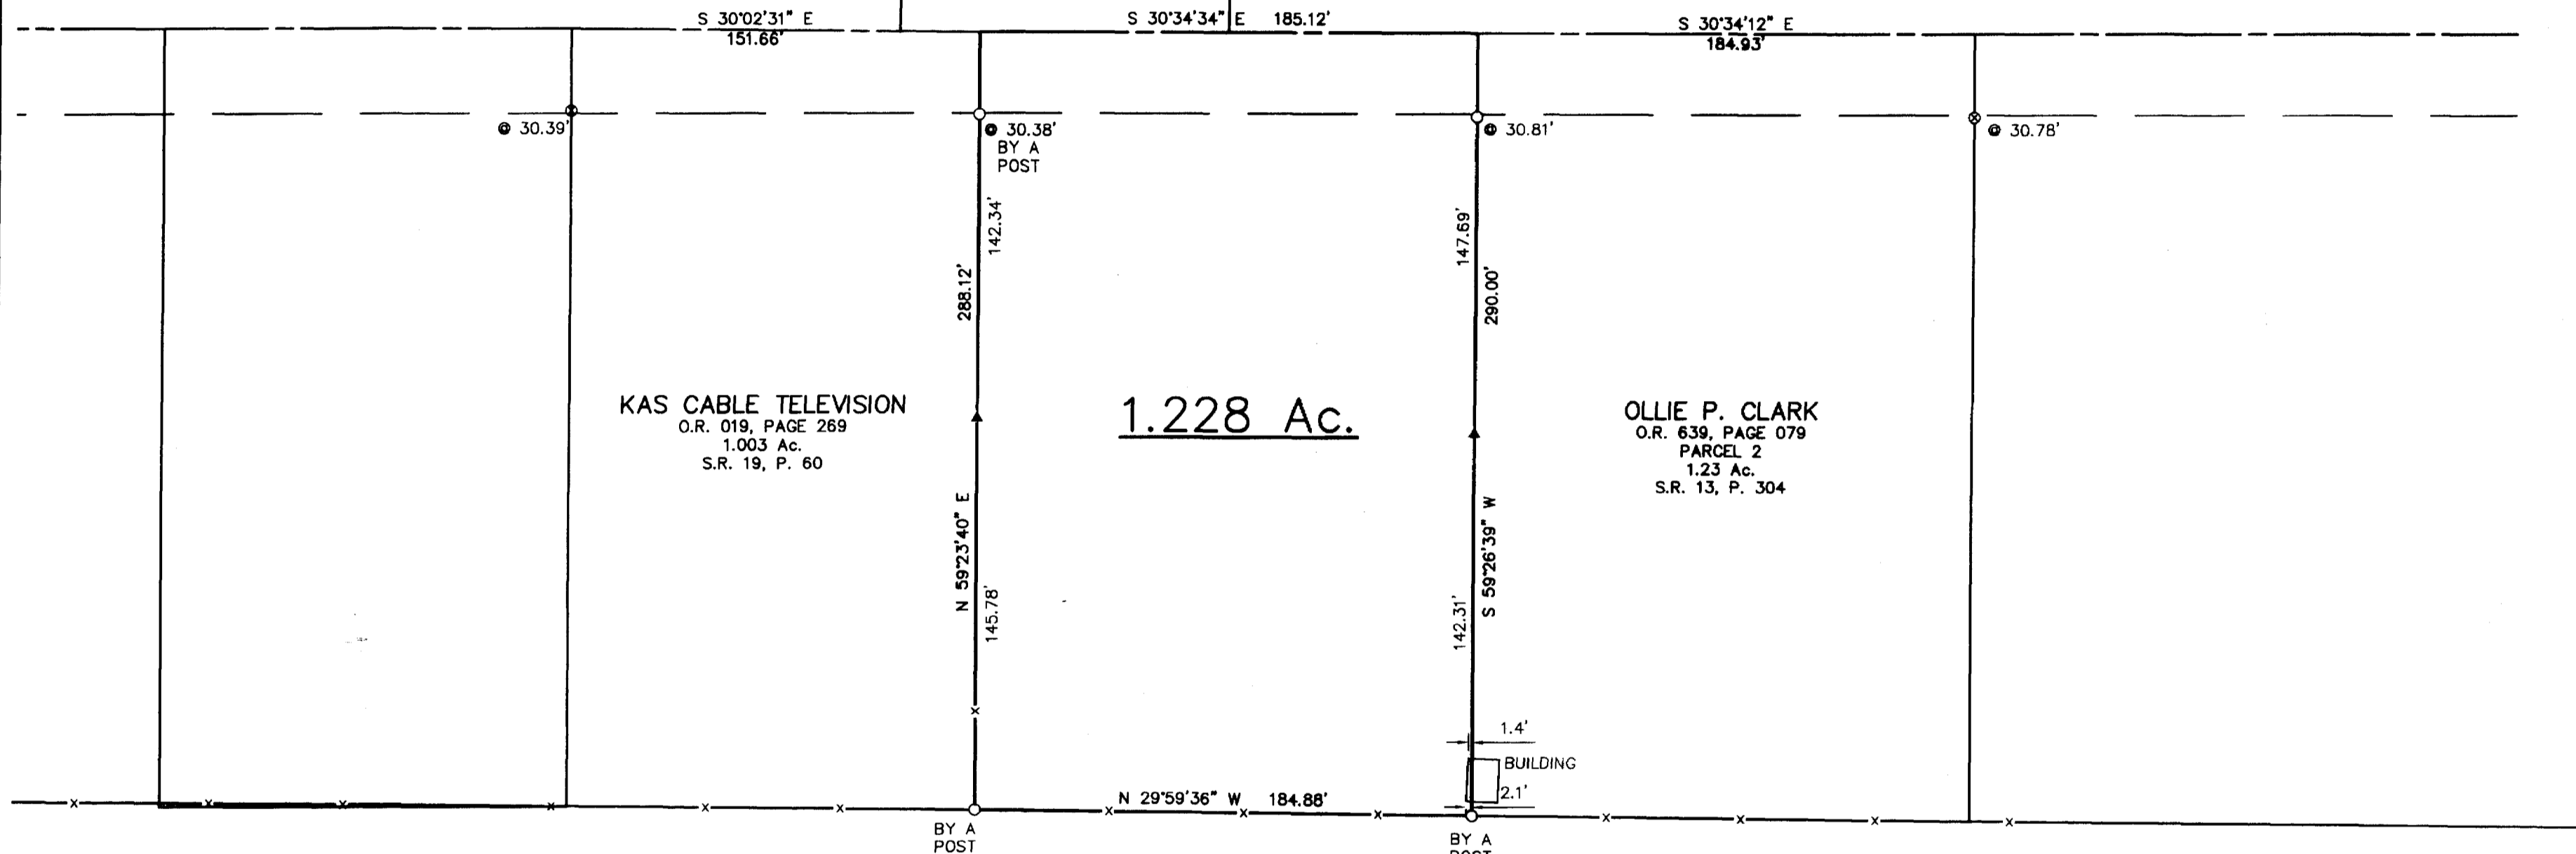 S 30°02'31" E
151.66'
S 30°34'34" E 185.12'
S 30°34'12" E
184.93'
@ 30.39'
@ 30.38'
BY A
POST
@ 30.81'
@ 30.78'
142.34'
288.12'
147.69'
290.00'
KAS CABLE TELEVISION
O.R. 019, PAGE 269
1.003 Ac.
S.R. 19, P. 60
1.228 Ac.
OLLIE P. CLARK
O.R. 639, PAGE 079
PARCEL 2
1.23 Ac.
S.R. 13, P. 304
N 59°23'40" E
145.78'
142.31'
S 59°26'39" W
1.4'
BUILDING
2.1'
N 29°59'36" W 184.88'
BY A
POST
BY A
POST